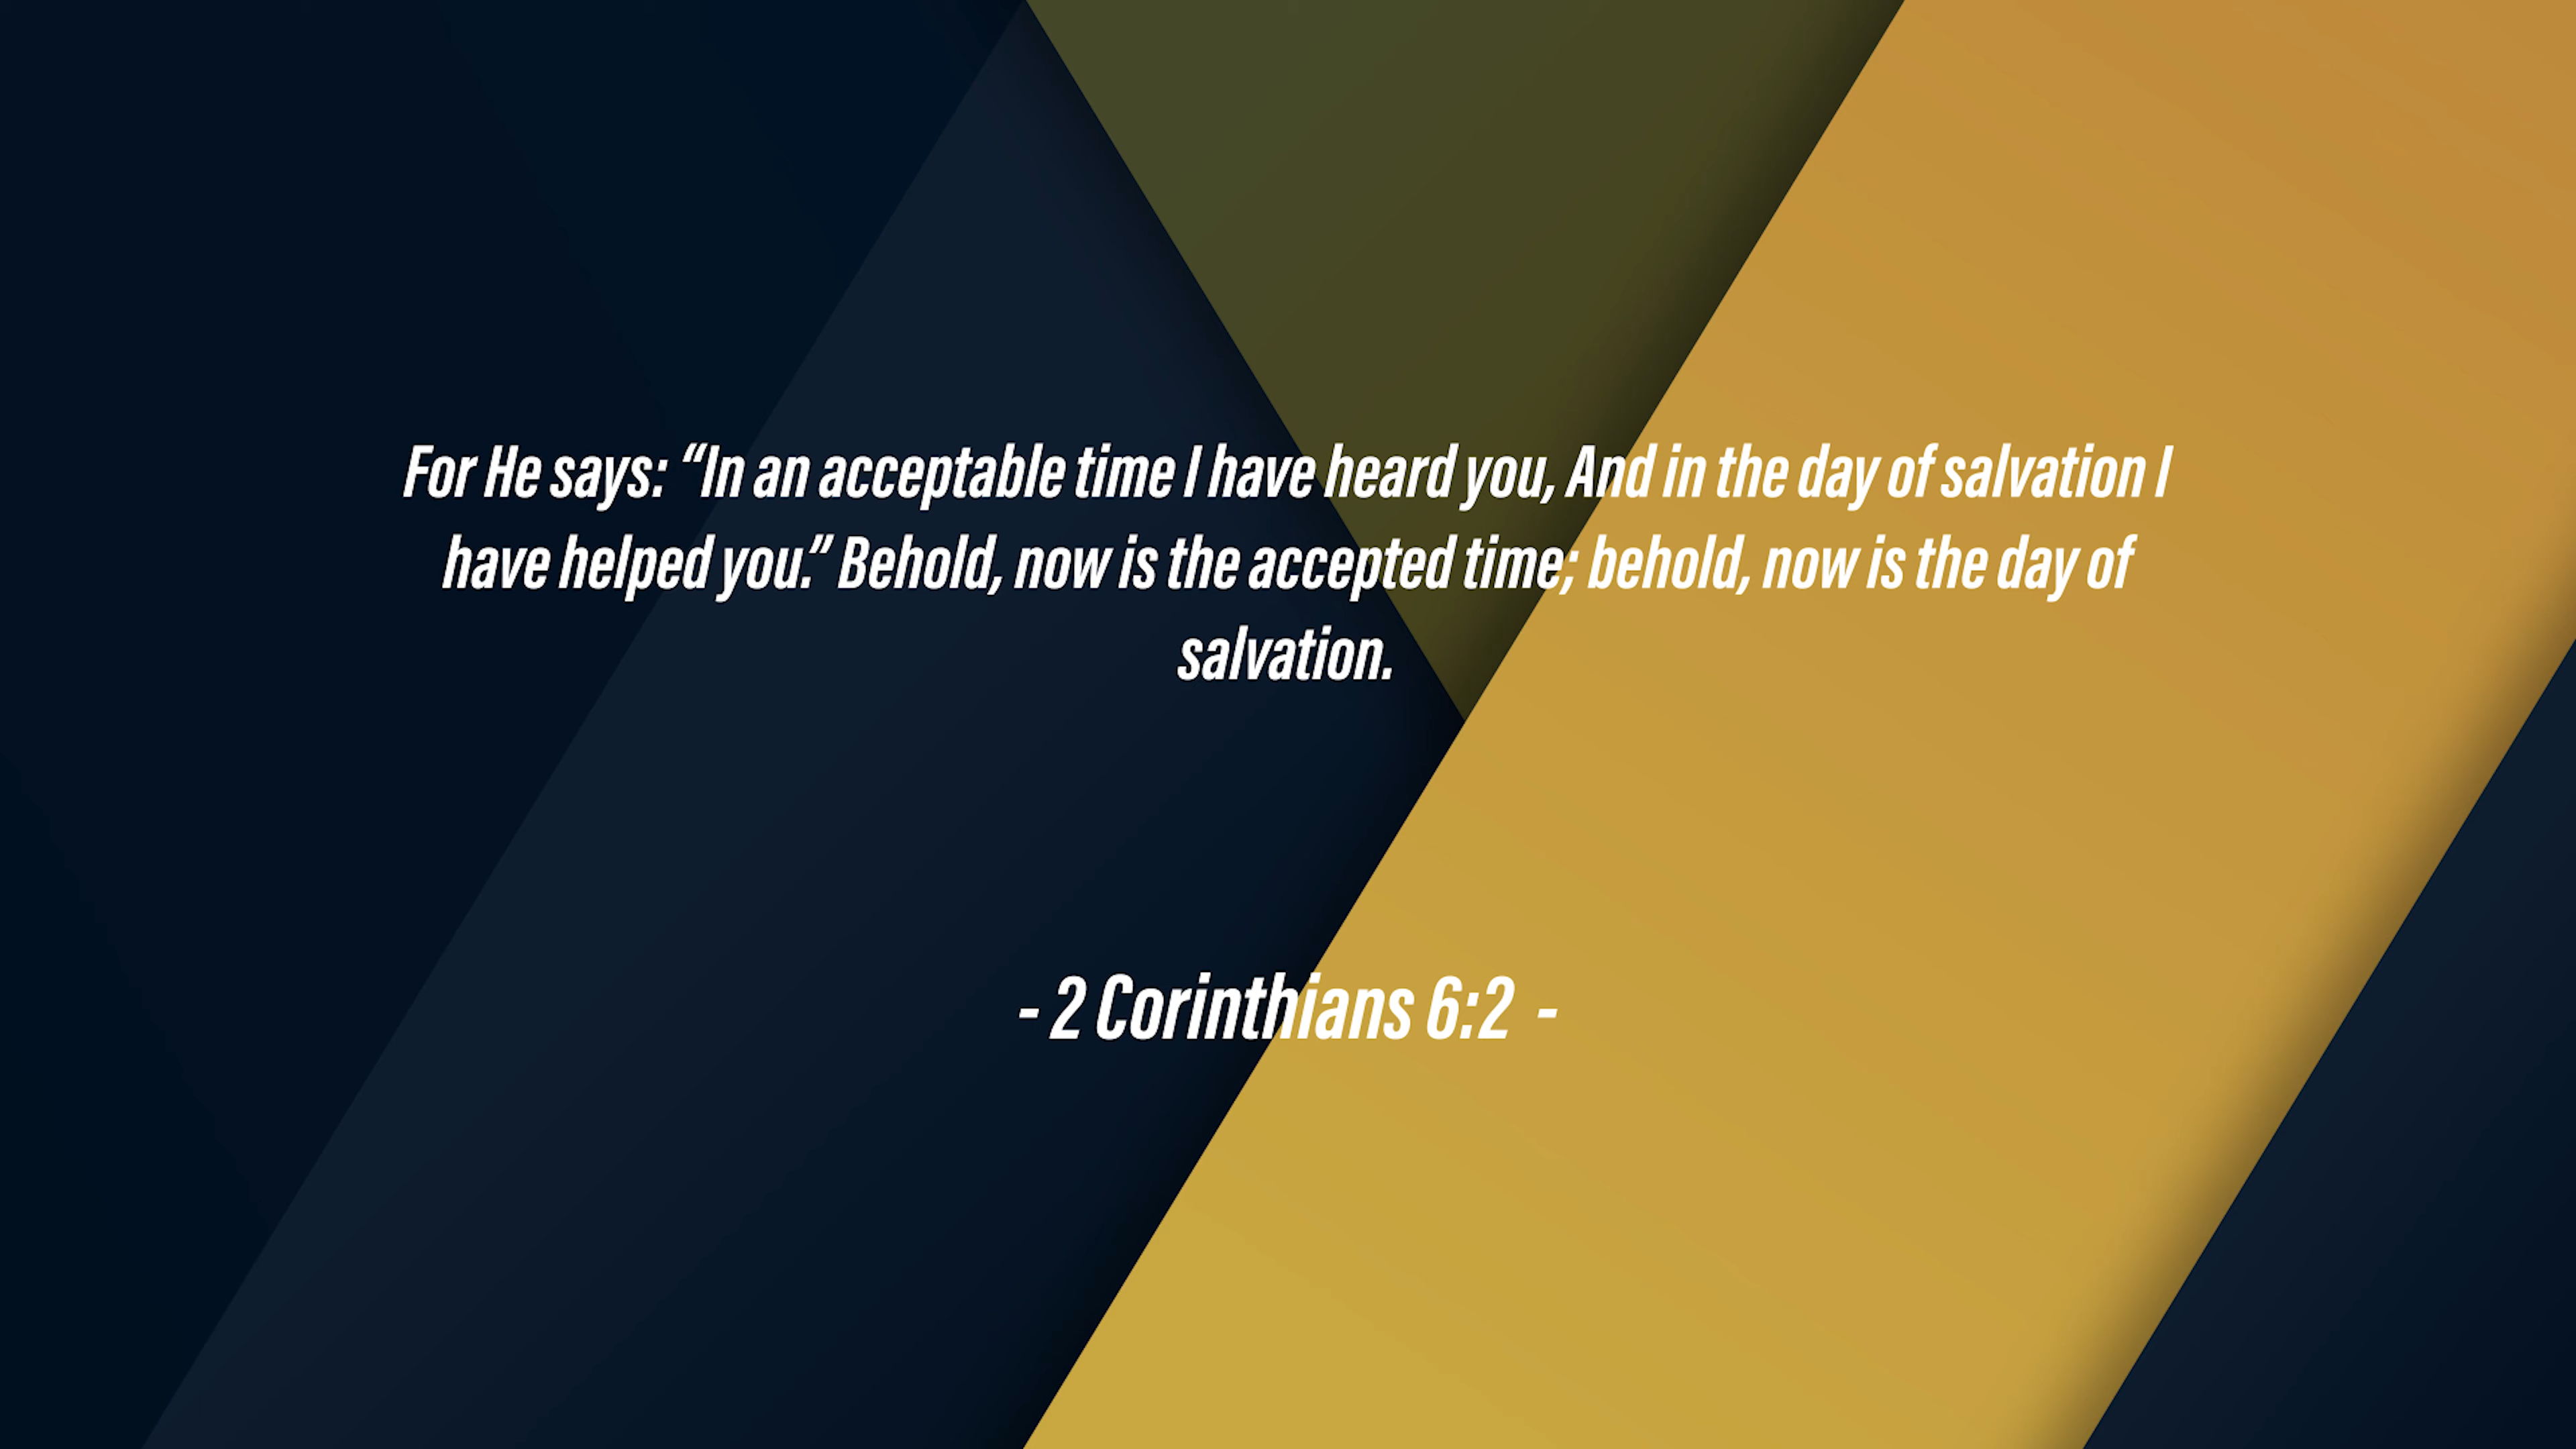 For He says: “In an acceptable time I have heard you, And in the day of salvation I
have helped you.” Behold, now is the accepted time; behold, now is the day of
salvation.
- 2 Corinthians 6:2 -